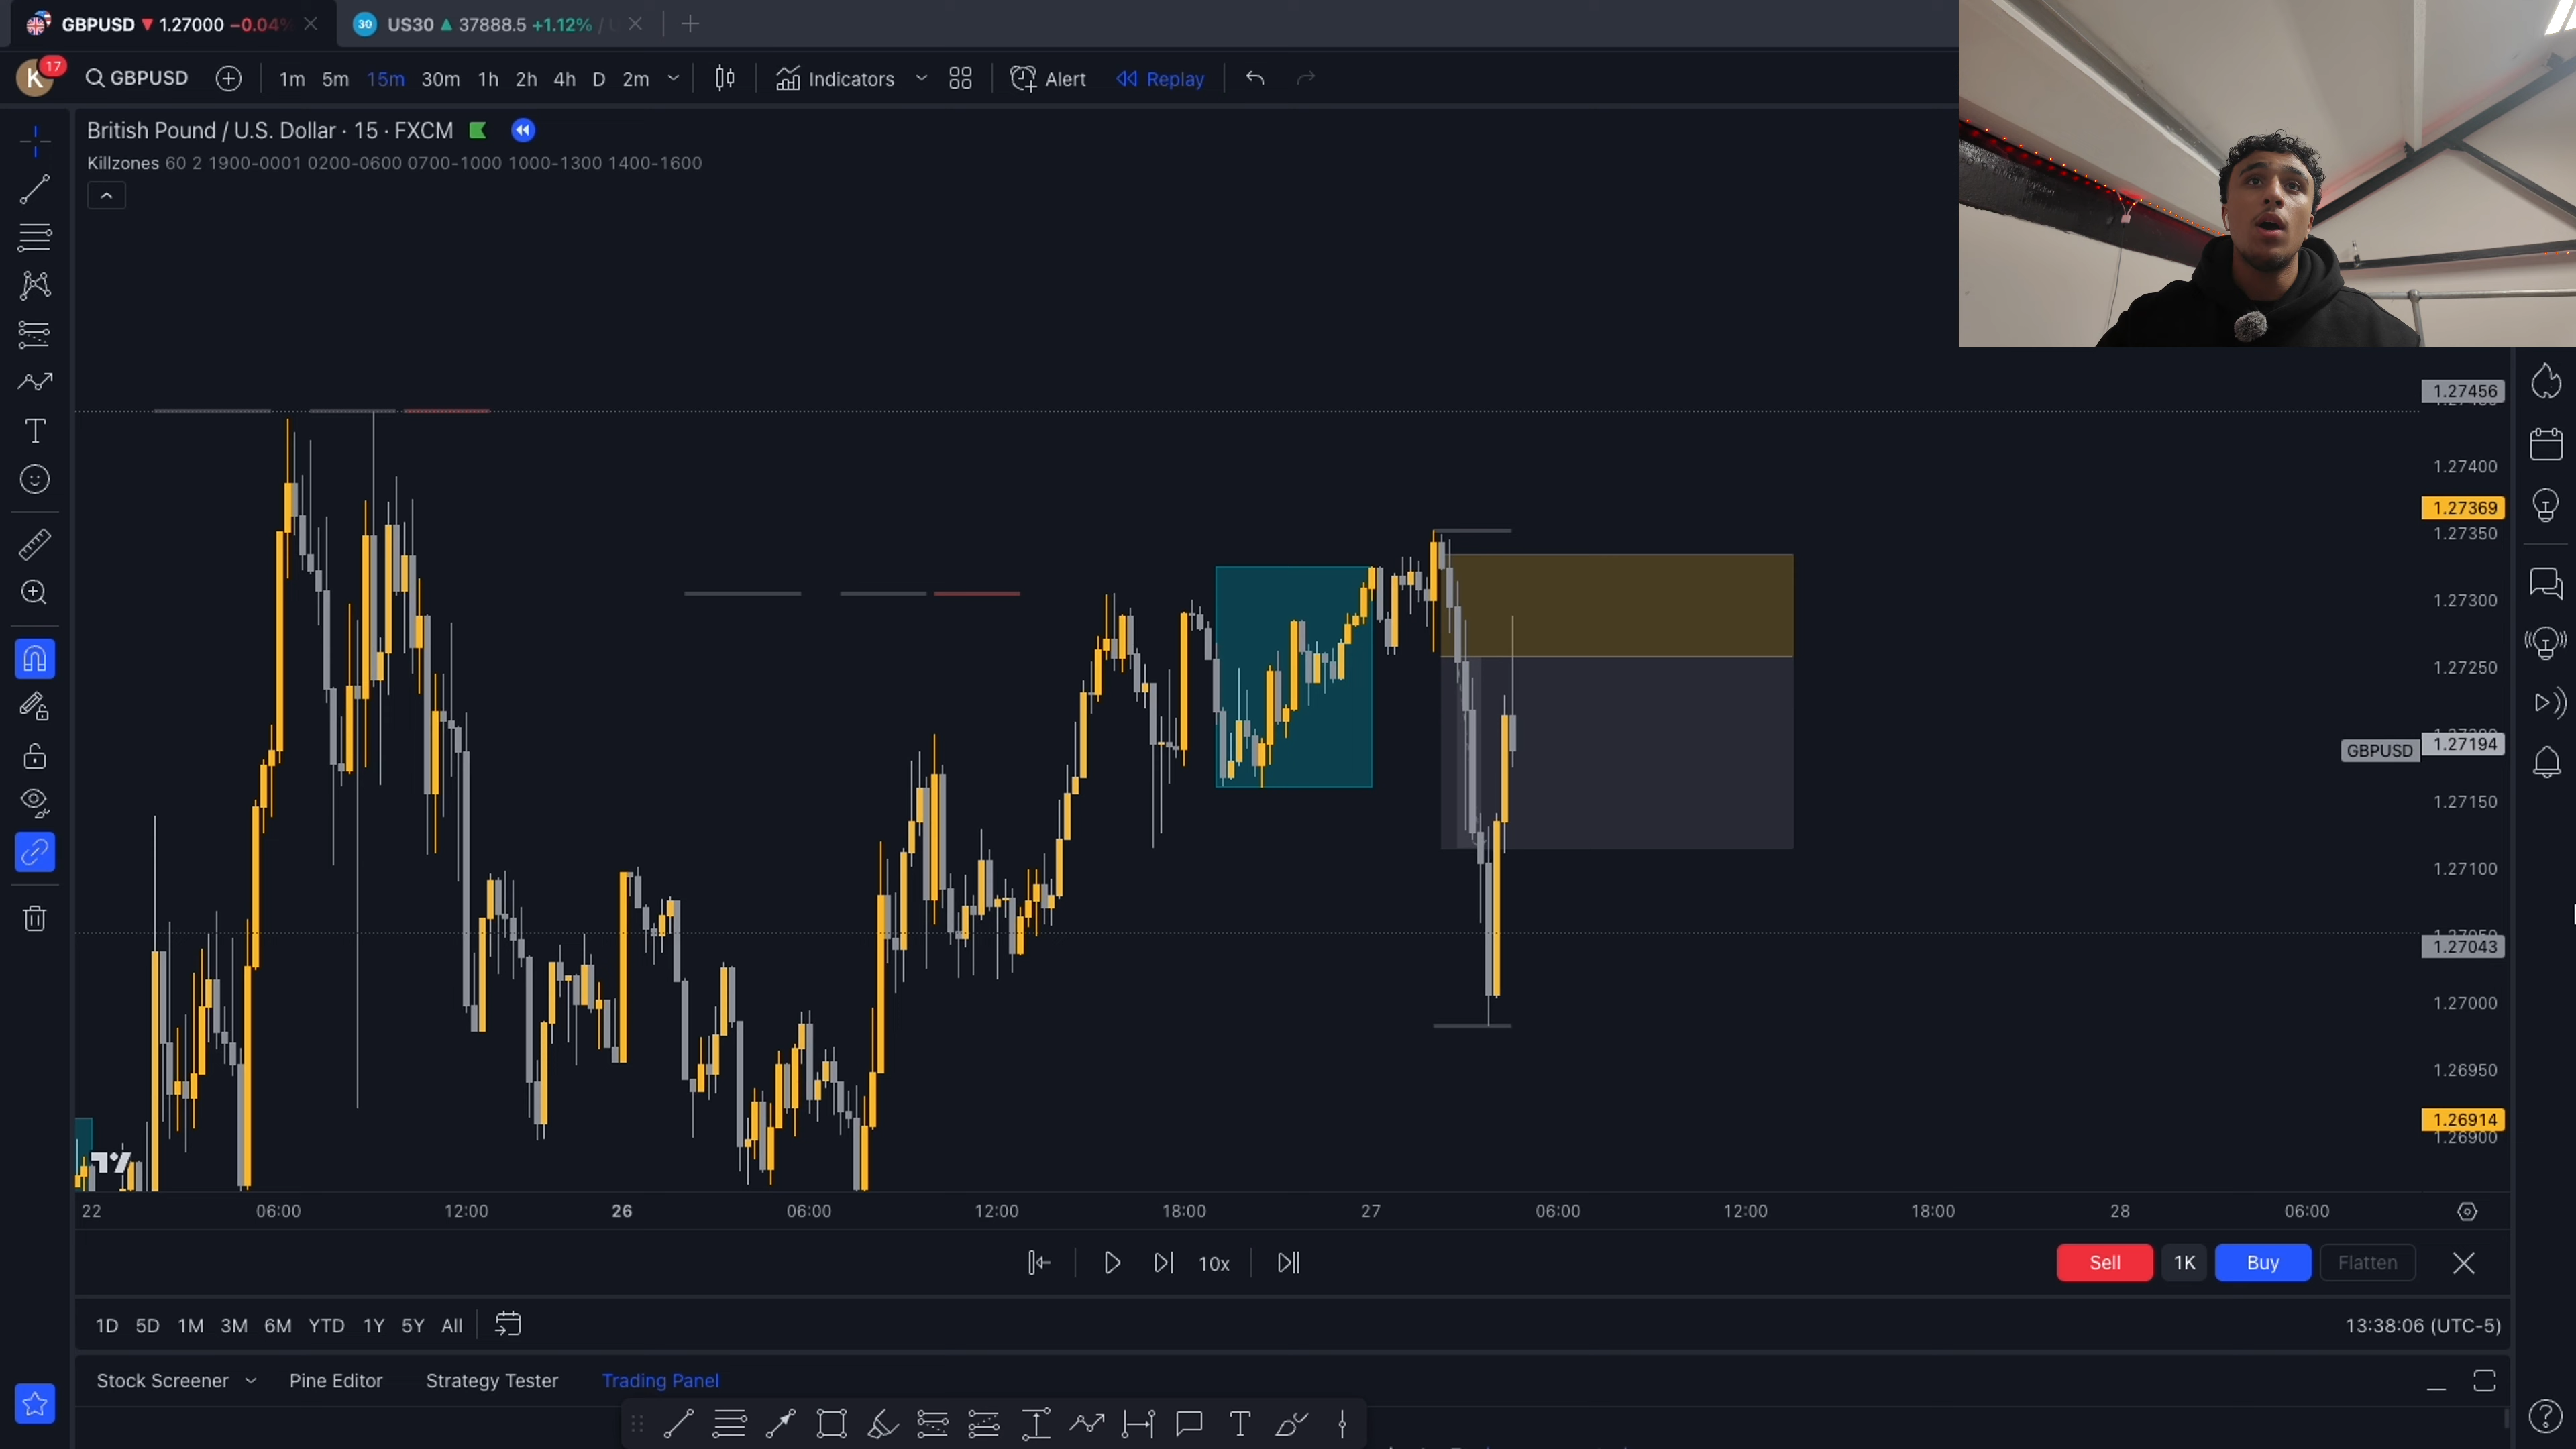 GBPUSD 1.27000 −0.04%
30 US30 37888.5 +1.12% /
K 17 GBPUSD 1m 5m 15m 30m 1h 2h 4h D 2m Indicators Alert Replay
British Pound / U.S. Dollar · 15 · FXCM
Killzones 60 2 1900-0001 0200-0600 0700-1000 1000-1300 1400-1600
1.27456
1.27400
1.27369
1.27350
1.27300
1.27250
GBPUSD 1.27194
1.27150
1.27100
1.27043
1.27000
1.26950
1.26914
1.26900
22 06:00 12:00 26 06:00 12:00 18:00 27 06:00 12:00 18:00 28 06:00
10x Sell 1K Buy Flatten
1D 5D 1M 3M 6M YTD 1Y 5Y All 13:38:06 (UTC-5)
Stock Screener Pine Editor Strategy Tester Trading Panel